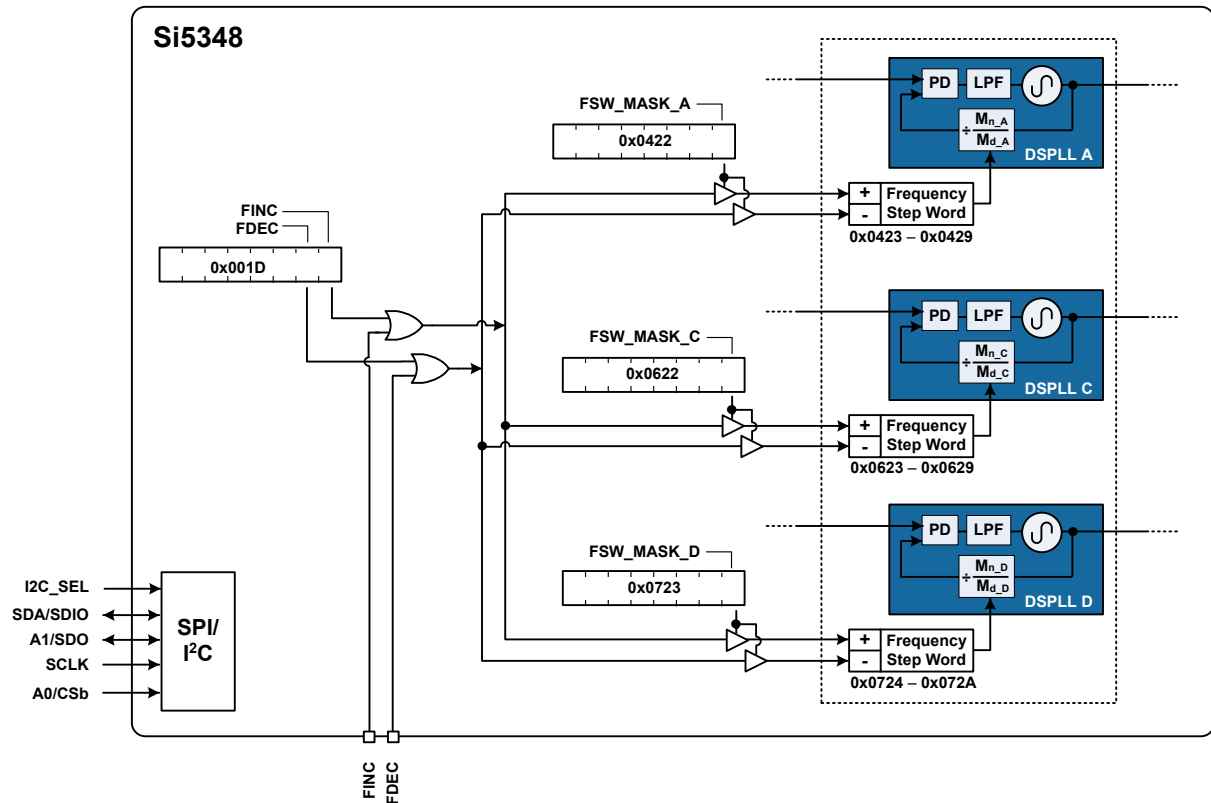 Si5348
PD
LPF
÷
Mn_A
Md_A
DSPLL A
FSW_MASK_A
0x0422
+
Frequency
-
Step Word
0x0423 – 0x0429
FINC
FDEC
0x001D
PD
LPF
÷
Mn_C
Md_C
DSPLL C
FSW_MASK_C
0x0622
+
Frequency
-
Step Word
0x0623 – 0x0629
PD
LPF
÷
Mn_D
Md_D
DSPLL D
FSW_MASK_D
0x0723
+
Frequency
-
Step Word
0x0724 – 0x072A
I2C_SEL
SDA/SDIO
A1/SDO
SCLK
A0/CSb
SPI/
I²C
FINC
FDEC